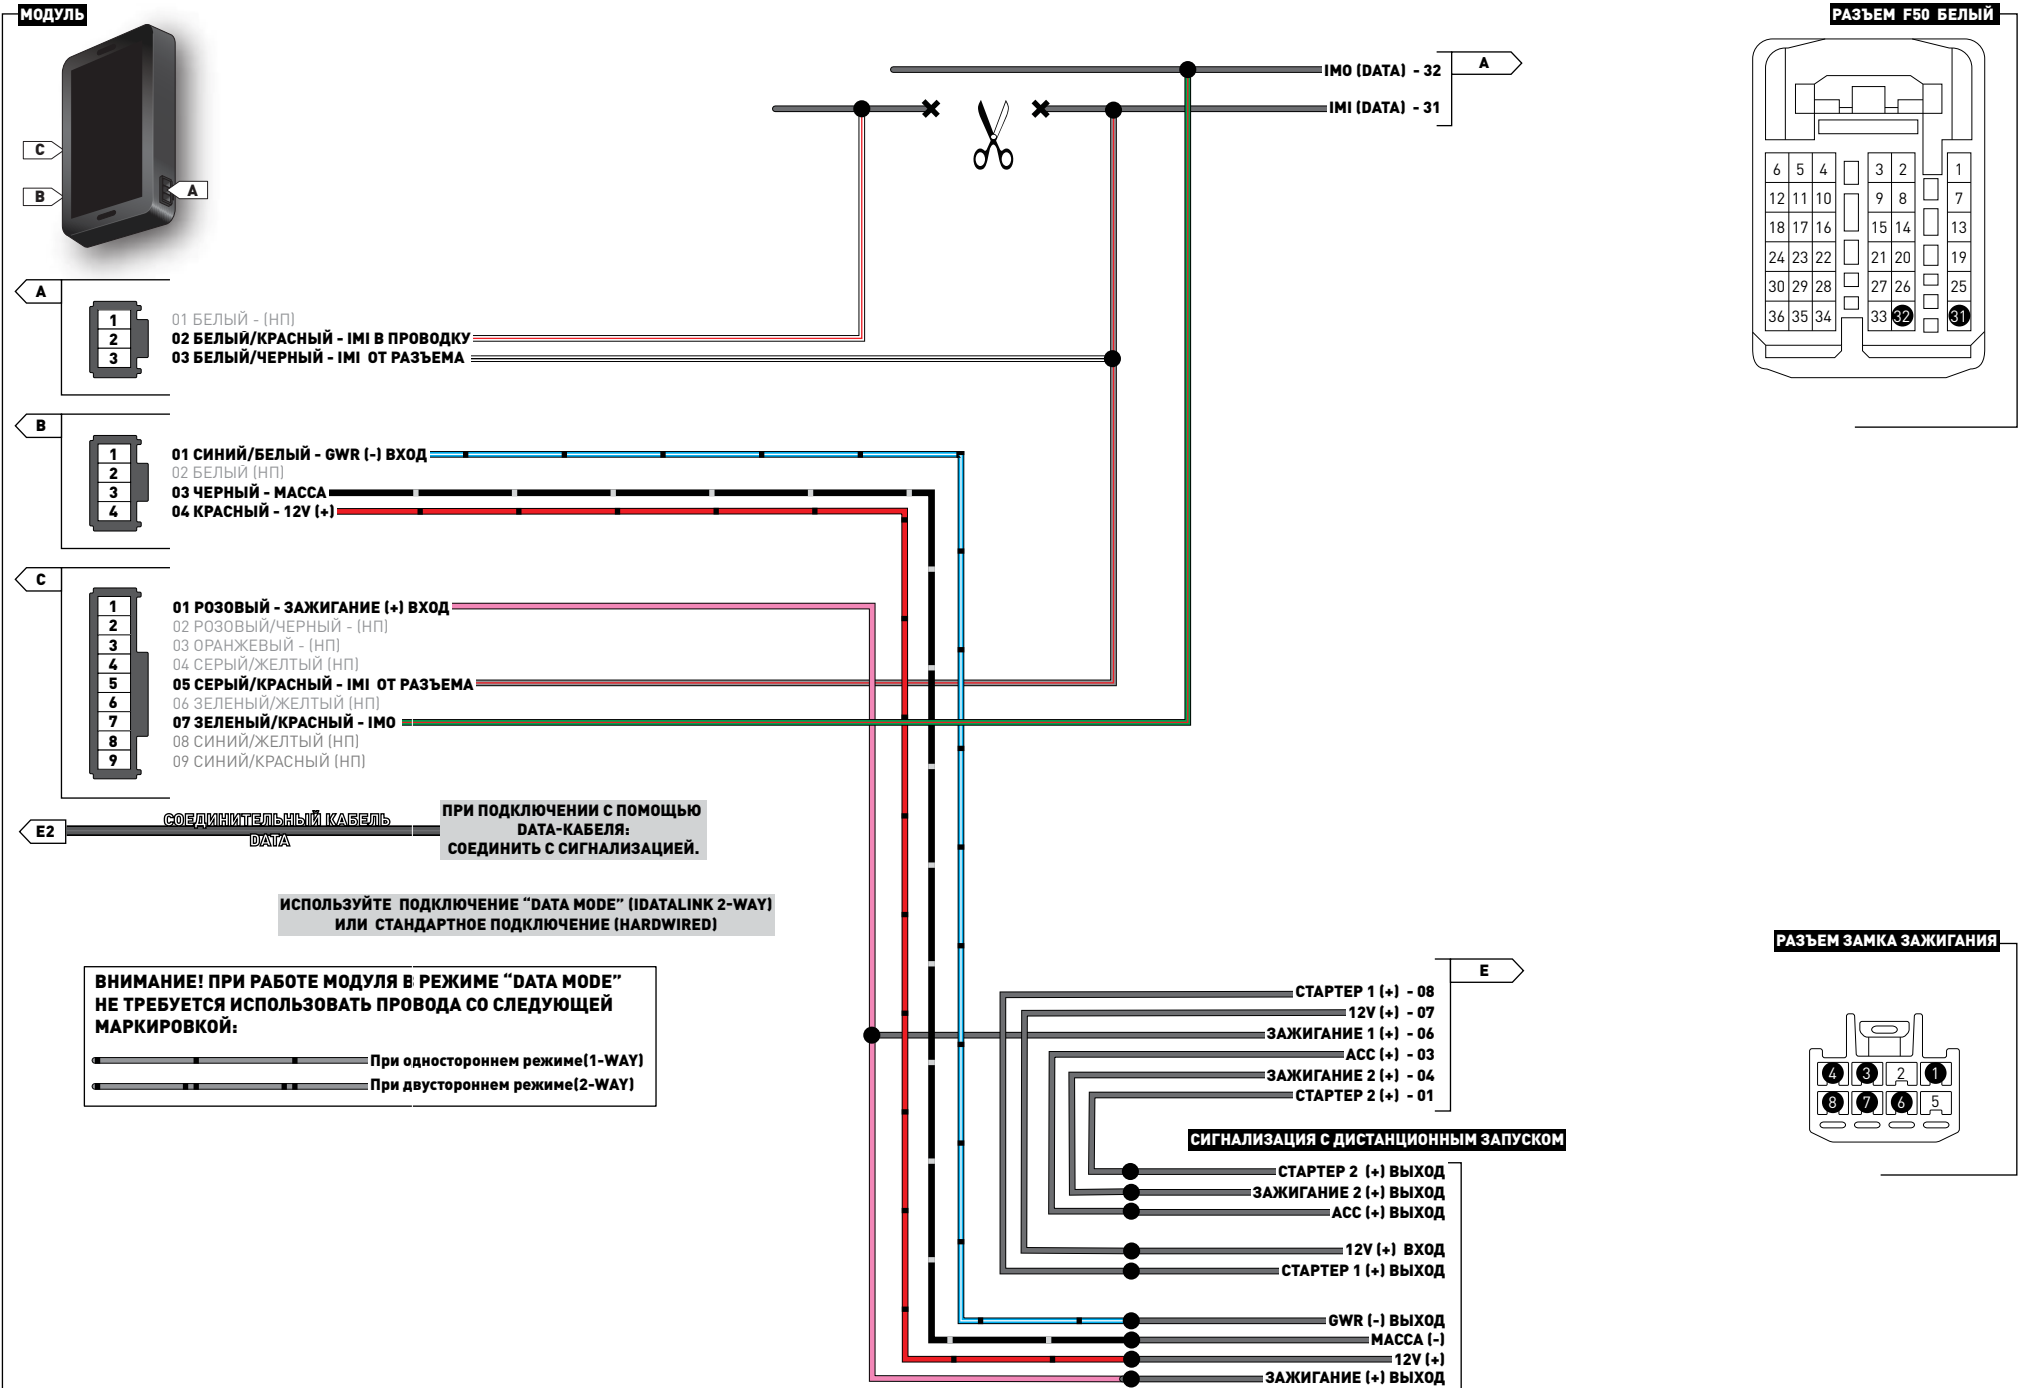 МОДУЛЬ
C
B
A
A
1
2
3
01 БЕЛЫЙ - (НП)
02 БЕЛЫЙ/КРАСНЫЙ - IMI В ПРОВОДКУ
03 БЕЛЫЙ/ЧЕРНЫЙ - IMI ОТ РАЗЪЕМА
B
1
2
3
4
01 СИНИЙ/БЕЛЫЙ - GWR (-) ВХОД
02 БЕЛЫЙ (НП)
03 ЧЕРНЫЙ - МАССА
04 КРАСНЫЙ - 12V (+)
C
1
2
3
4
5
6
7
8
9
01 РОЗОВЫЙ - ЗАЖИГАНИЕ (+) ВХОД
02 РОЗОВЫЙ/ЧЕРНЫЙ - (НП)
03 ОРАНЖЕВЫЙ - (НП)
04 СЕРЫЙ/ЖЕЛТЫЙ (НП)
05 СЕРЫЙ/КРАСНЫЙ - IMI ОТ РАЗЪЕМА
06 ЗЕЛЕНЫЙ/ЖЕЛТЫЙ (НП)
07 ЗЕЛЕНЫЙ/КРАСНЫЙ - IMO
08 СИНИЙ/ЖЕЛТЫЙ (НП)
09 СИНИЙ/КРАСНЫЙ (НП)
E2
СОЕДИНИТЕЛЬНЫЙ КАБЕЛЬ
DATA
ПРИ ПОДКЛЮЧЕНИИ С ПОМОЩЬЮ
DATA-КАБЕЛЯ:
СОЕДИНИТЬ С СИГНАЛИЗАЦИЕЙ.
ИСПОЛЬЗУЙТЕ ПОДКЛЮЧЕНИЕ “DATA MODE” (IDATALINK 2-WAY)
ИЛИ СТАНДАРТНОЕ ПОДКЛЮЧЕНИЕ (HARDWIRED)
ВНИМАНИЕ! ПРИ РАБОТЕ МОДУЛЯ В РЕЖИМЕ “DATA MODE”
НЕ ТРЕБУЕТСЯ ИСПОЛЬЗОВАТЬ ПРОВОДА СО СЛЕДУЮЩЕЙ
МАРКИРОВКОЙ:
При одностороннем режиме(1-WAY)
При двустороннем режиме(2-WAY)
IMO (DATA) - 32
IMI (DATA) - 31
A
РАЗЪЕМ F50 БЕЛЫЙ
6 5 4 3 2 1
12 11 10 9 8 7
18 17 16 15 14 13
24 23 22 21 20 19
30 29 28 27 26 25
36 35 34 33 32 31
E
СТАРТЕР 1 (+) - 08
12V (+) - 07
ЗАЖИГАНИЕ 1 (+) - 06
ACC (+) - 03
ЗАЖИГАНИЕ 2 (+) - 04
СТАРТЕР 2 (+) - 01
РАЗЪЕМ ЗАМКА ЗАЖИГАНИЯ
4 3 2 1
8 7 6 5
СИГНАЛИЗАЦИЯ С ДИСТАНЦИОННЫМ ЗАПУСКОМ
СТАРТЕР 2 (+) ВЫХОД
ЗАЖИГАНИЕ 2 (+) ВЫХОД
ACC (+) ВЫХОД
12V (+) ВХОД
СТАРТЕР 1 (+) ВЫХОД
GWR (-) ВЫХОД
МАССА (-)
12V (+)
ЗАЖИГАНИЕ (+) ВЫХОД